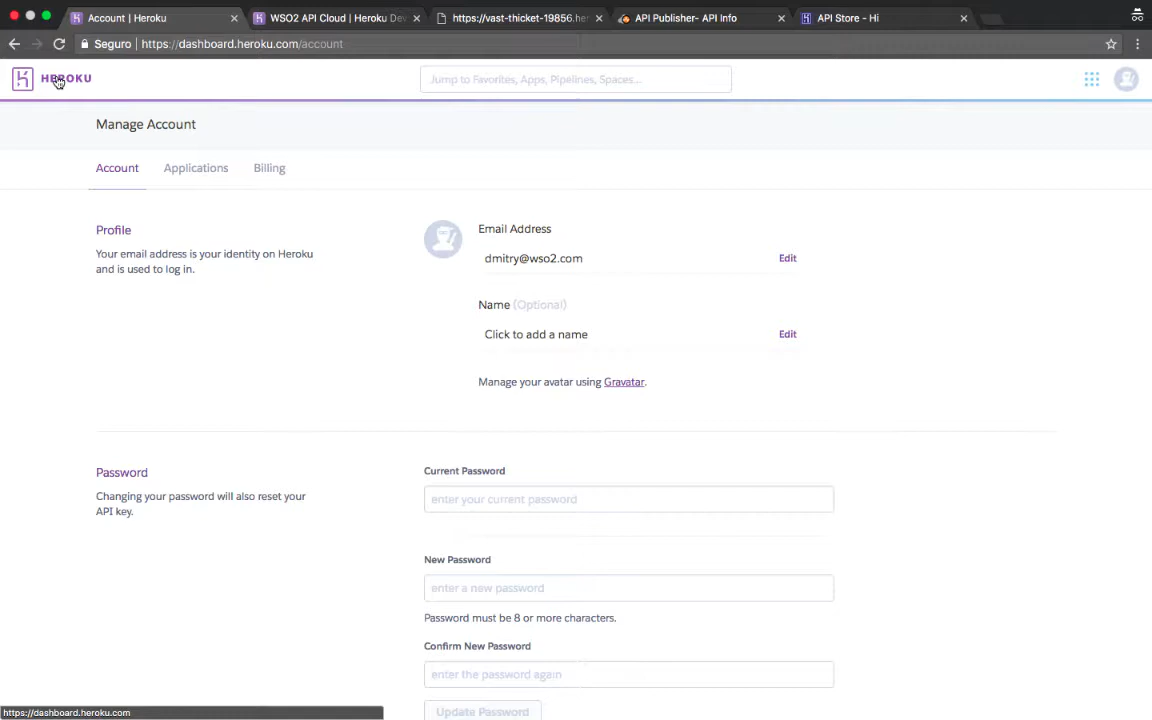 Account | Heroku
WSO2 API Cloud | Heroku Dev
https://vast-thicket-19856.he
API Publisher- API Info
API Store - Hi
Seguro
https://dashboard.heroku.com/account
HEROKU
Jump to Favorites, Apps, Pipelines, Spaces...
Manage Account
Account
Applications
Billing
Profile
Your email address is your identity on Heroku
and is used to log in.
Email Address
dmitry@wso2.com
Edit
Name (Optional)
Click to add a name
Edit
Manage your avatar using Gravatar.
Password
Changing your password will also reset your
API key.
Current Password
enter your current password
New Password
enter a new password
Password must be 8 or more characters.
Confirm New Password
enter the password again
Update Password
https://dashboard.heroku.com